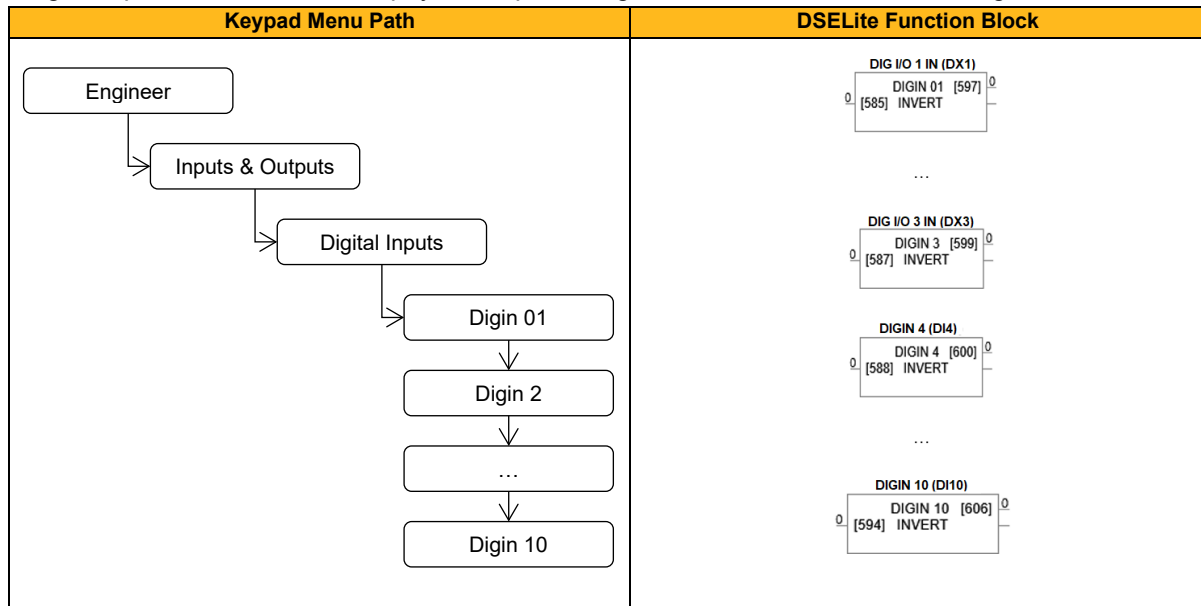 Keypad Menu Path
DSELite Function Block
Engineer
Inputs & Outputs
Digital Inputs
Digin 01
Digin 2
…
Digin 10
DIG I/O 1 IN (DX1)
DIGIN 01 [597] 0
0 [585] INVERT
…
DIG I/O 3 IN (DX3)
DIGIN 3 [599] 0
0 [587] INVERT
DIGIN 4 (DI4)
DIGIN 4 [600] 0
0 [588] INVERT
…
DIGIN 10 (DI10)
DIGIN 10 [606] 0
0 [594] INVERT